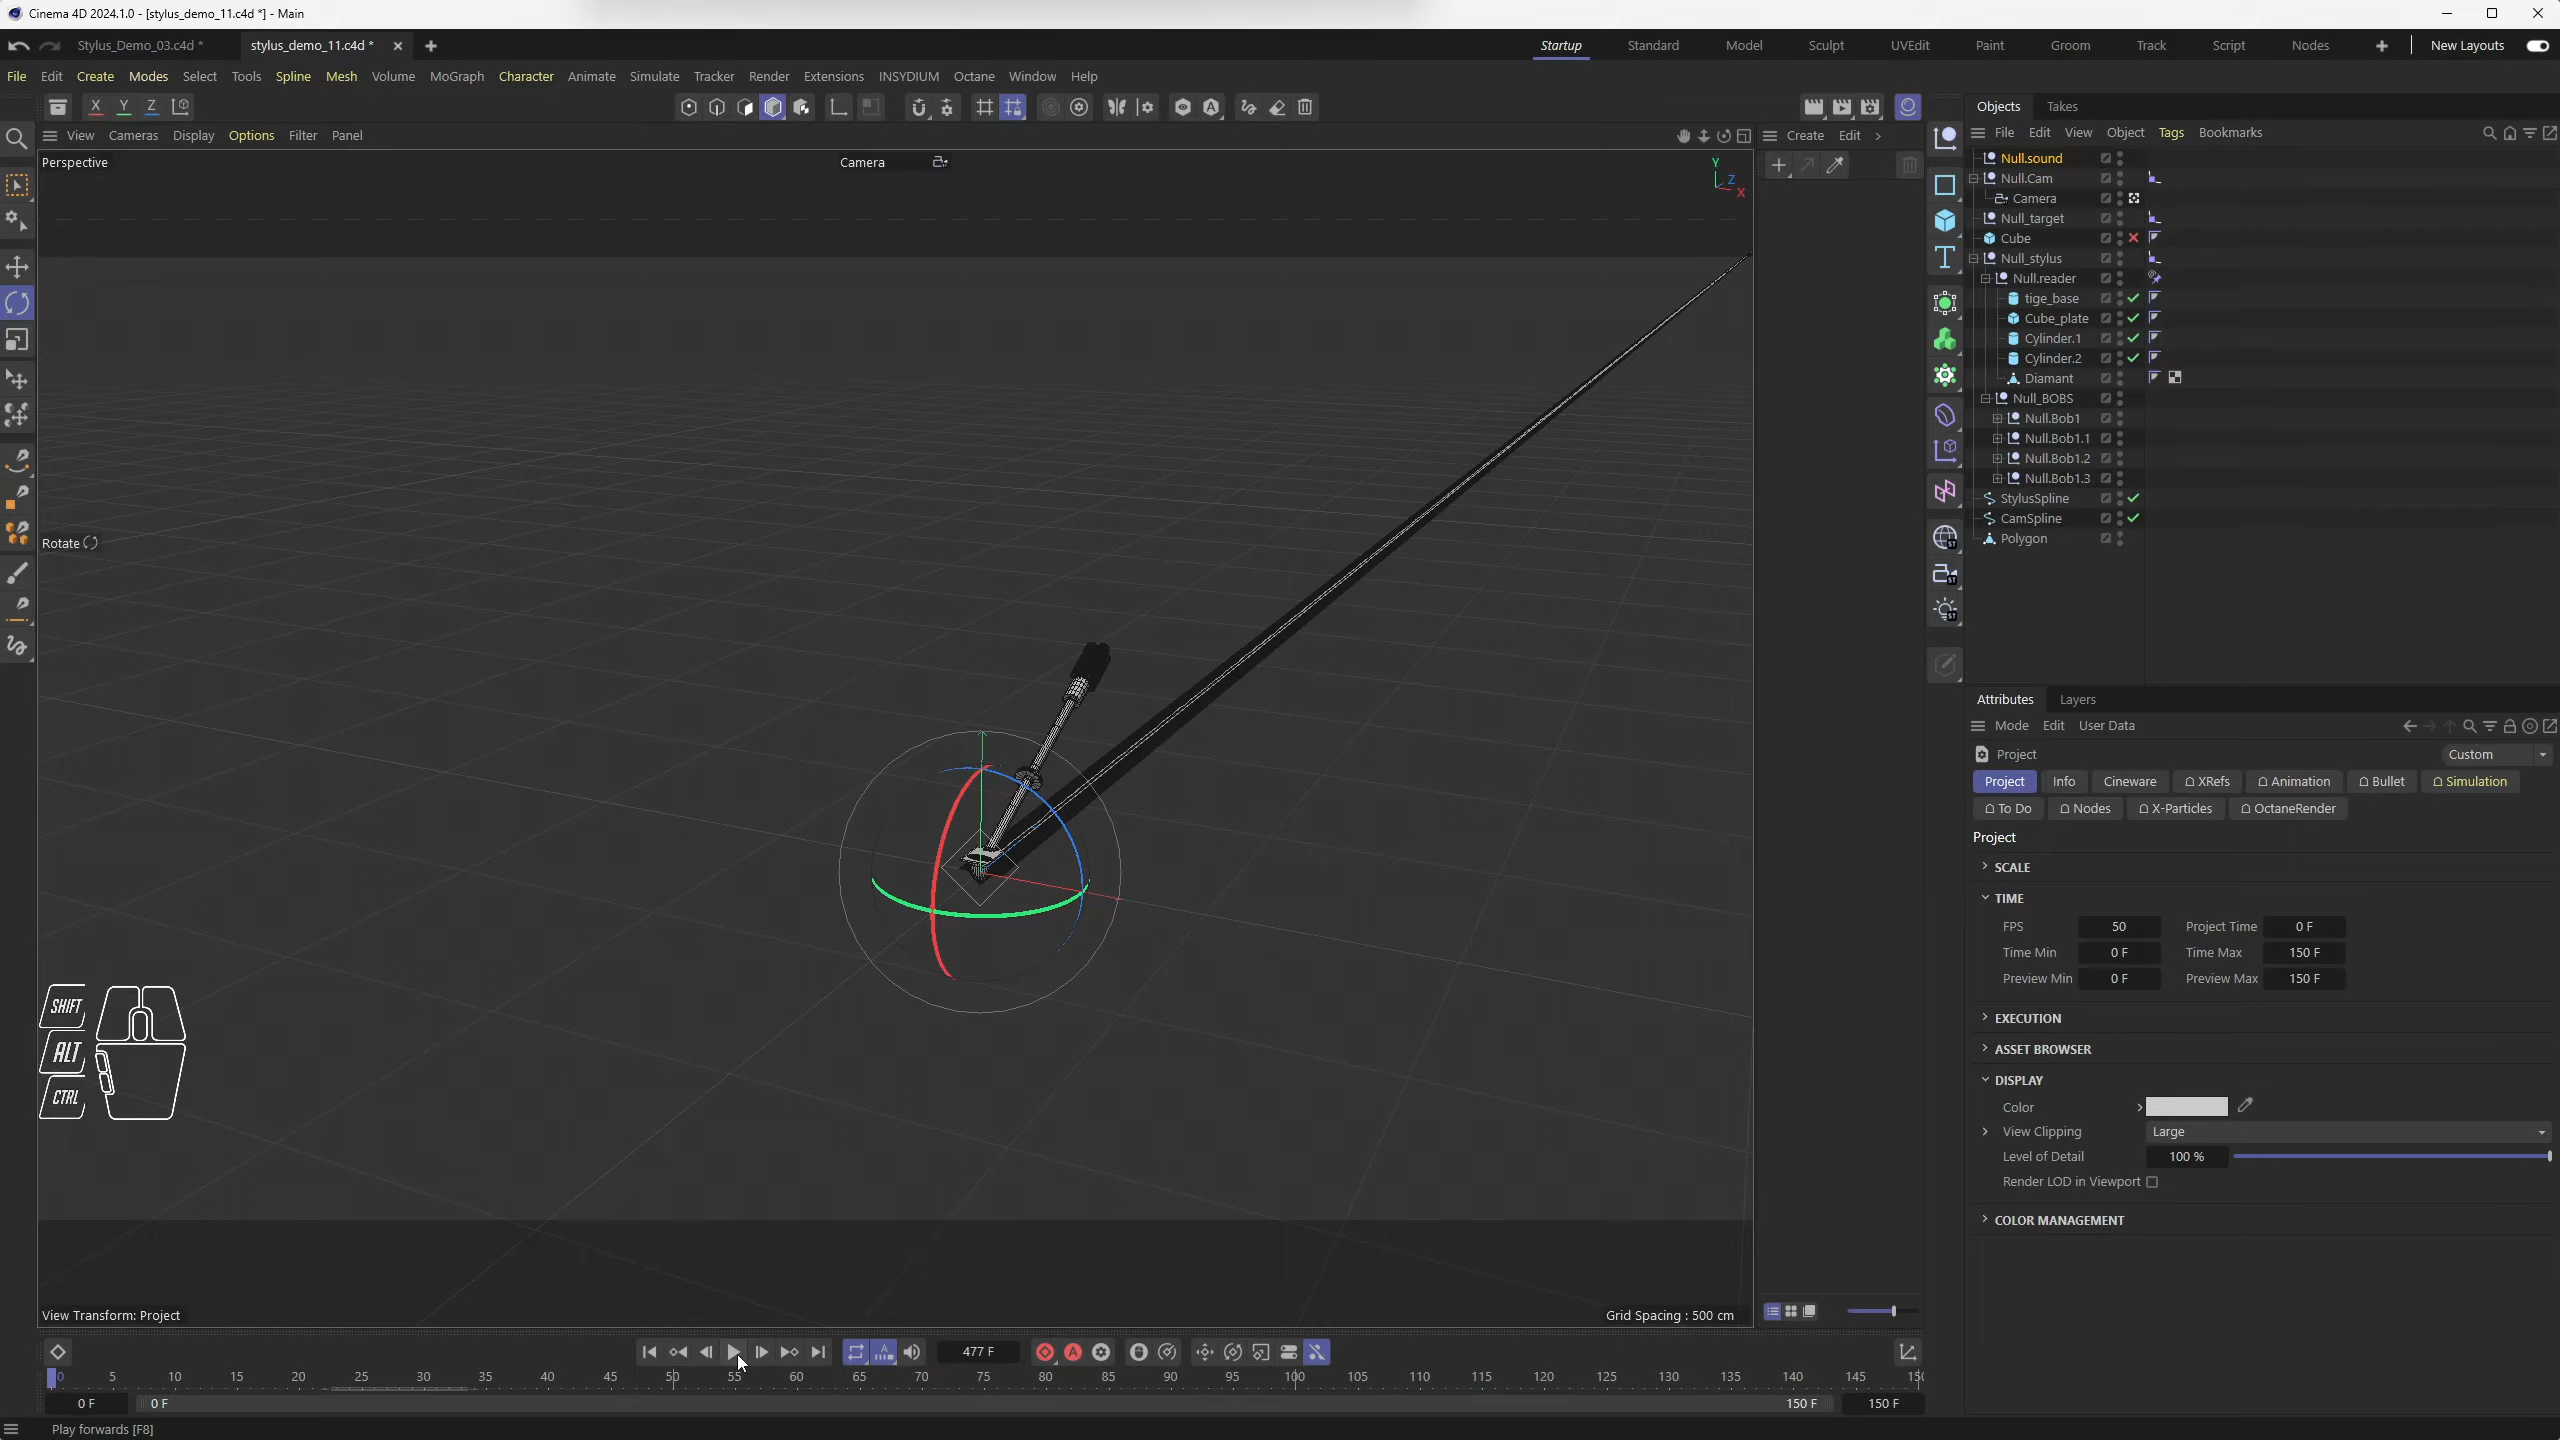 Cinema 4D 2024.1.0 - [stylus_demo_11.c4d *] - Main
Stylus_Demo_03.c4d *
stylus_demo_11.c4d *
Startup Standard Model Sculpt UVEdit Paint Groom Track Script Nodes New Layouts
File Edit Create Modes Select Tools Spline Mesh Volume MoGraph Character Animate Simulate Tracker Render Extensions INSYDIUM Octane Window Help
X Y Z
Objects Takes
View Cameras Display Options Filter Panel
Create Edit
File Edit View Object Tags Bookmarks
Perspective
Camera
Y
Z
X
Null.sound
Null.Cam
Camera
Null_target
Cube
Null_stylus
Null.reader
tige_base
Cube_plate
Cylinder.1
Cylinder.2
Diamant
Null_BOBS
Null.Bob1
Null.Bob1.1
Null.Bob1.2
Null.Bob1.3
StylusSpline
CamSpline
Polygon
Rotate
Attributes Layers
Mode Edit User Data
Project
Custom
Project Info Cineware XRefs Animation Bullet Simulation
To Do Nodes X-Particles OctaneRender
Project
SCALE
TIME
FPS 50 Project Time 0 F
Time Min 0 F Time Max 150 F
Preview Min 0 F Preview Max 150 F
EXECUTION
ASSET BROWSER
DISPLAY
Color
View Clipping Large
Level of Detail 100 %
Render LOD in Viewport
COLOR MANAGEMENT
SHIFT
ALT
CTRL
View Transform: Project
Grid Spacing : 500 cm
477 F
0 5 10 15 20 25 30 35 40 45 50 55 60 65 70 75 80 85 90 95 100 105 110 115 120 125 130 135 140 145 150
0 F 0 F 150 F 150 F
Play forwards [F8]